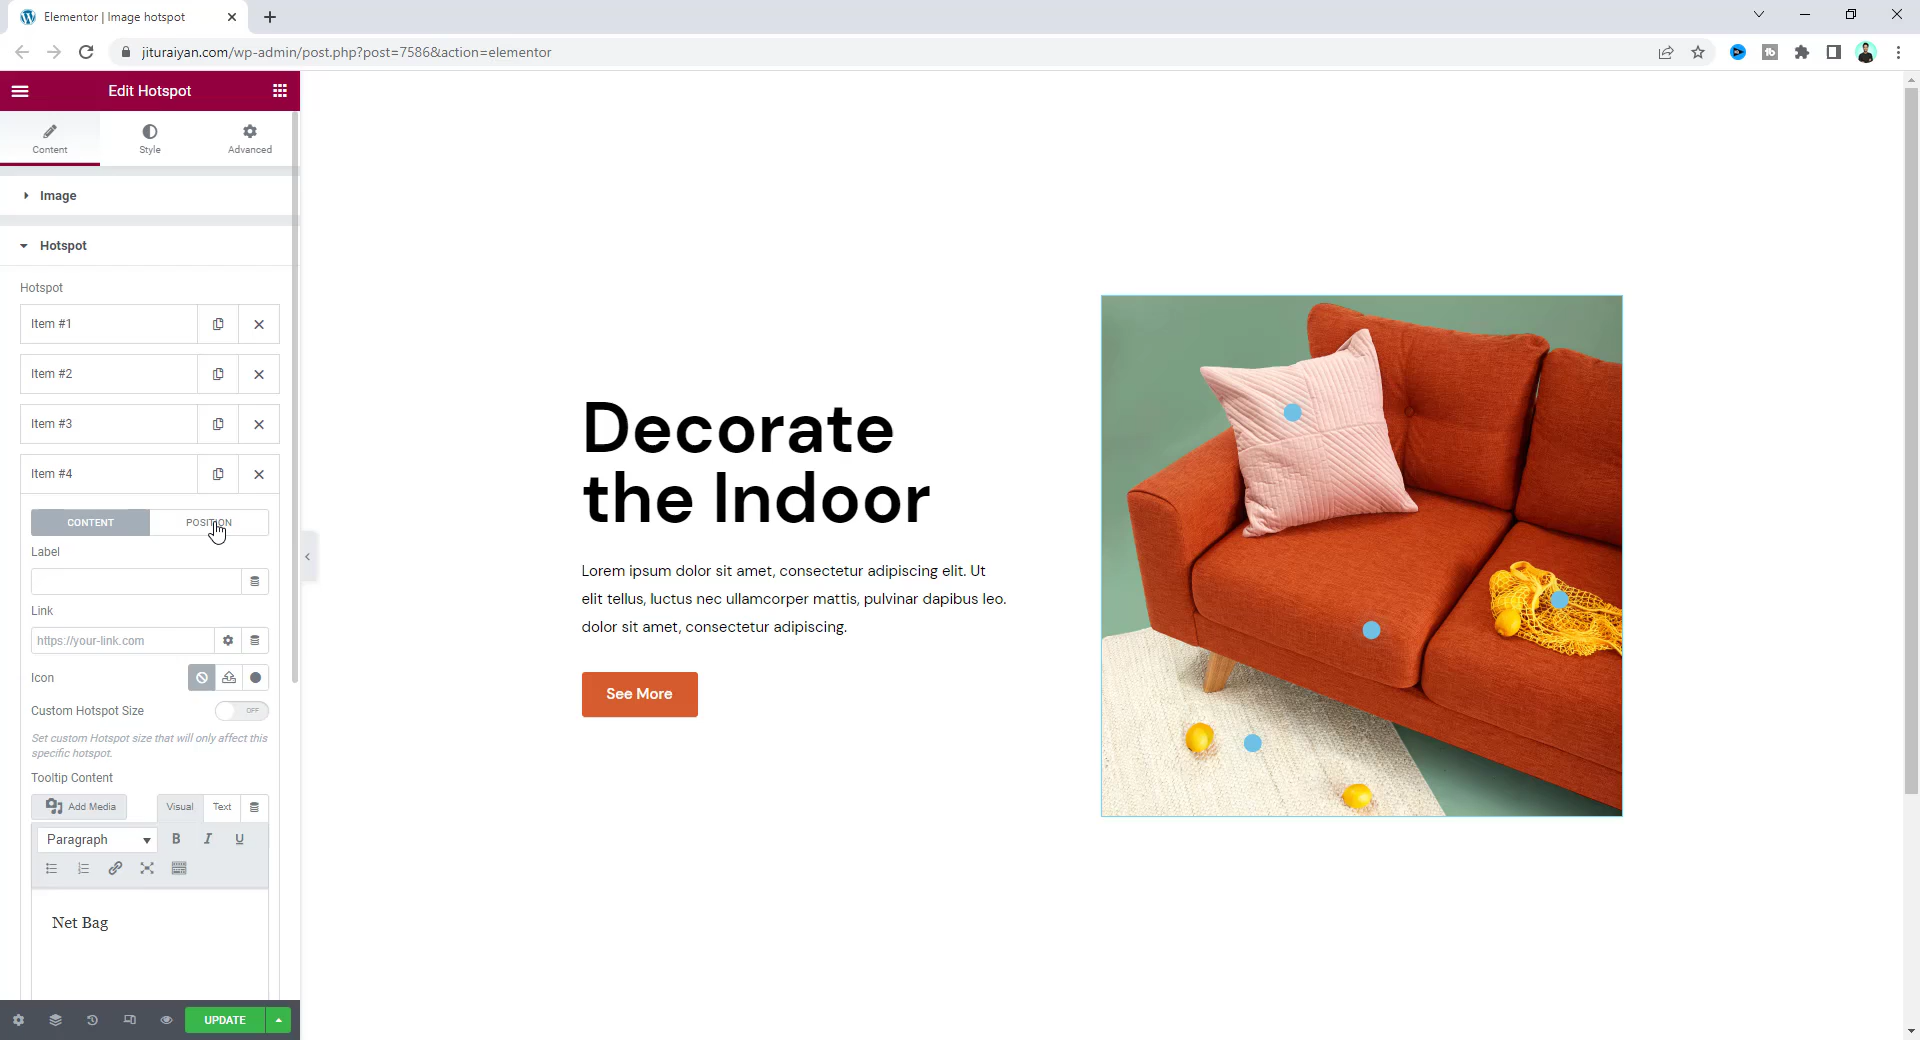 Elementor | Image hotspot
jituraiyan.com/wp-admin/post.php?post=7586&action=elementor
Edit Hotspot
Content
Style
Advanced
Image
Hotspot
Hotspot
Item #1
Item #2
Item #3
Item #4
CONTENT
POSITION
Label
Link
https://your-link.com
Icon
Custom Hotspot Size
OFF
Set custom Hotspot size that will only affect this
specific hotspot.
Tooltip Content
Add Media
Visual
Text
Paragraph
B
I
U
Net Bag
UPDATE
Decorate
the Indoor
Lorem ipsum dolor sit amet, consectetur adipiscing elit. Ut
elit tellus, luctus nec ullamcorper mattis, pulvinar dapibus leo.
dolor sit amet, consectetur adipiscing.
See More